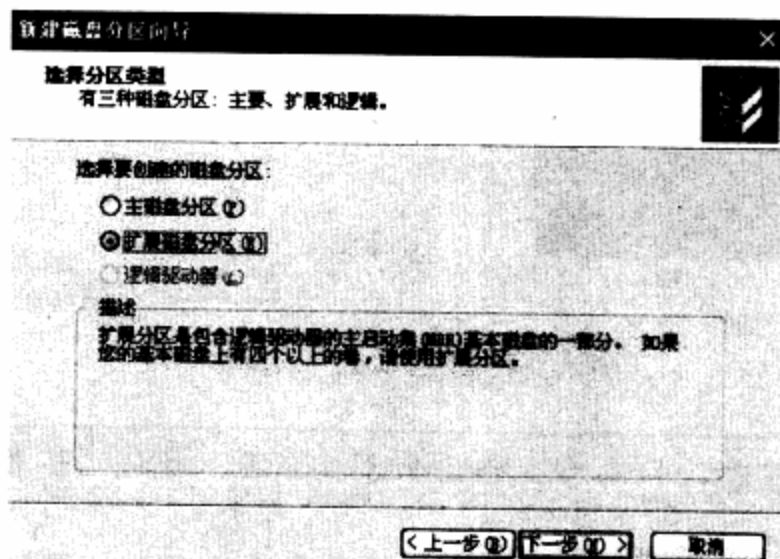 新建磁盘分区向导
选择分区类型
有三种磁盘分区：主要、扩展和逻辑。
选择要创建的磁盘分区：
主磁盘分区(P)
扩展磁盘分区(E)
逻辑驱动器(L)
描述
扩展分区是包含逻辑驱动器的主启动记录(MBR)基本磁盘的一部分。 如果
您的基本磁盘上有四个以上的卷，请使用扩展分区。
<上一步(B) 下一步(N)> 取消